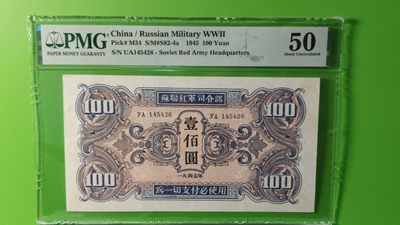 PMG
PAPER MONEY GUARANTY
China / Russian Military WWII
Pick# M34 S/M#S82-4a 1945 100 Yuan
S/N UA145426 - Soviet Red Army Headquarters
50
About Uncirculated
蘇聯紅軍司令部
100
100
УА 145426
УА 145426
壹佰圓
一九四五年
100
100
爲一切支付必使用